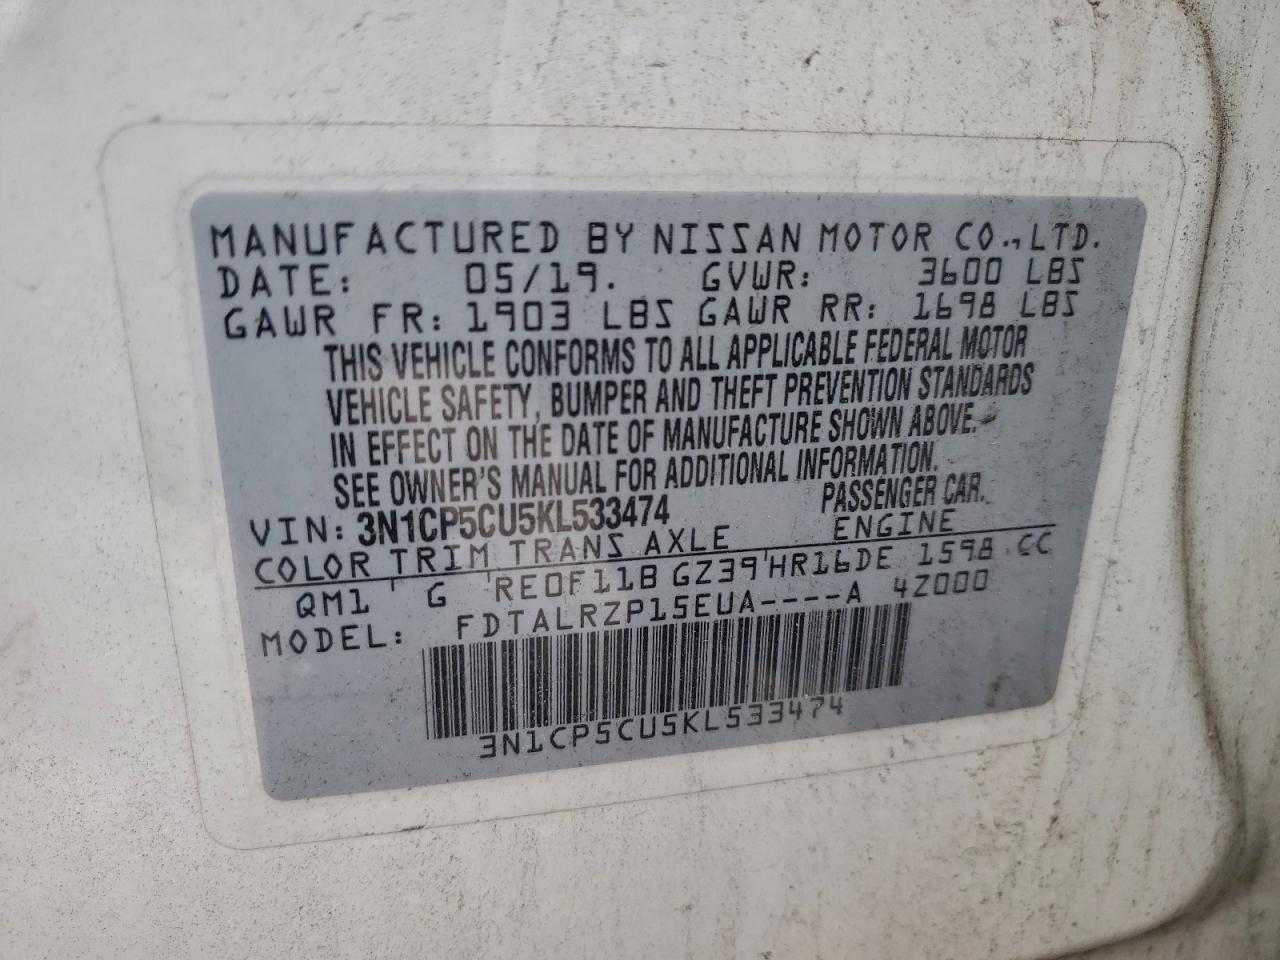 MANUFACTURED BY NISSAN MOTOR CO.,LTD.
DATE: 05/19. GVWR: 3600 LBS
GAWR FR: 1903 LBS GAWR RR: 1698 LBS
THIS VEHICLE CONFORMS TO ALL APPLICABLE FEDERAL MOTOR
VEHICLE SAFETY, BUMPER AND THEFT PREVENTION STANDARDS
IN EFFECT ON THE DATE OF MANUFACTURE SHOWN ABOVE.
SEE OWNER'S MANUAL FOR ADDITIONAL INFORMATION.
VIN: 3N1CP5CU5KL533474 PASSENGER CAR.
COLOR TRIM TRANS AXLE ENGINE
QM1 G RE0F11B GZ39 HR16DE 1598 CC
MODEL: FDTALRZP15EUA----A 4Z000
3N1CP5CU5KL533474